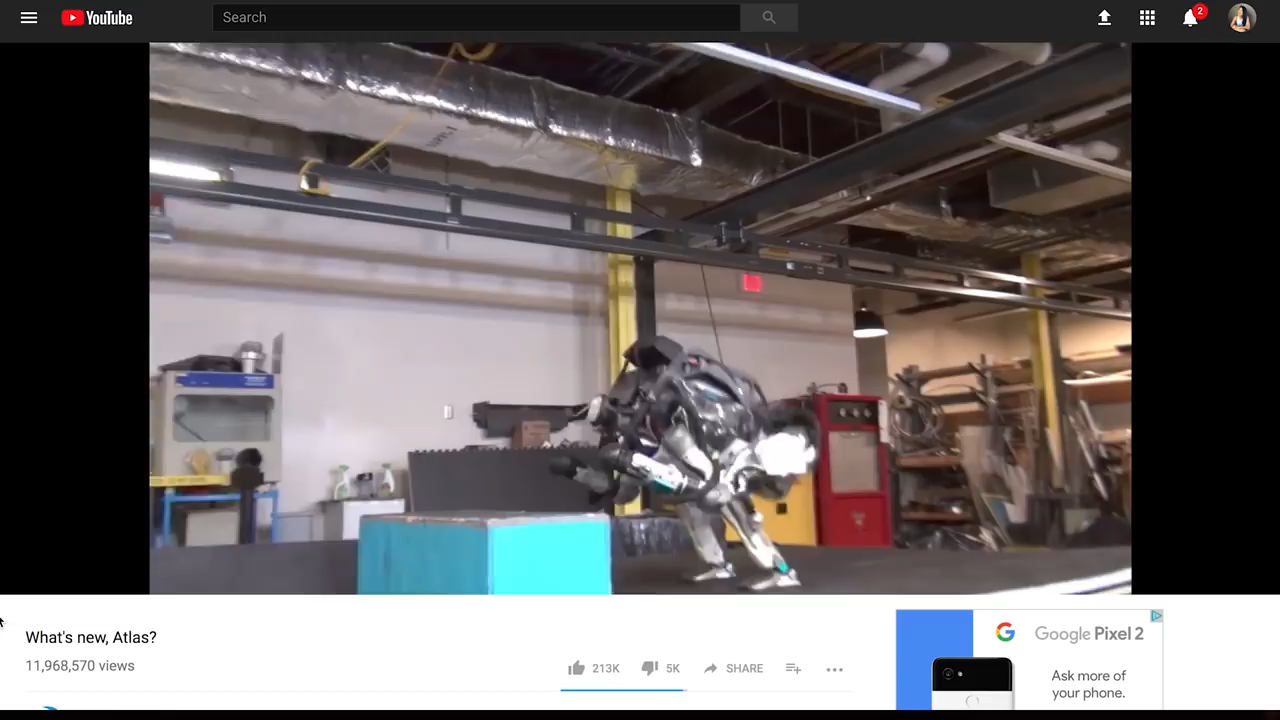 YouTube
Search
2
What's new, Atlas?
11,968,570 views
213K
5K
SHARE
Google Pixel 2
Ask more of
your phone.